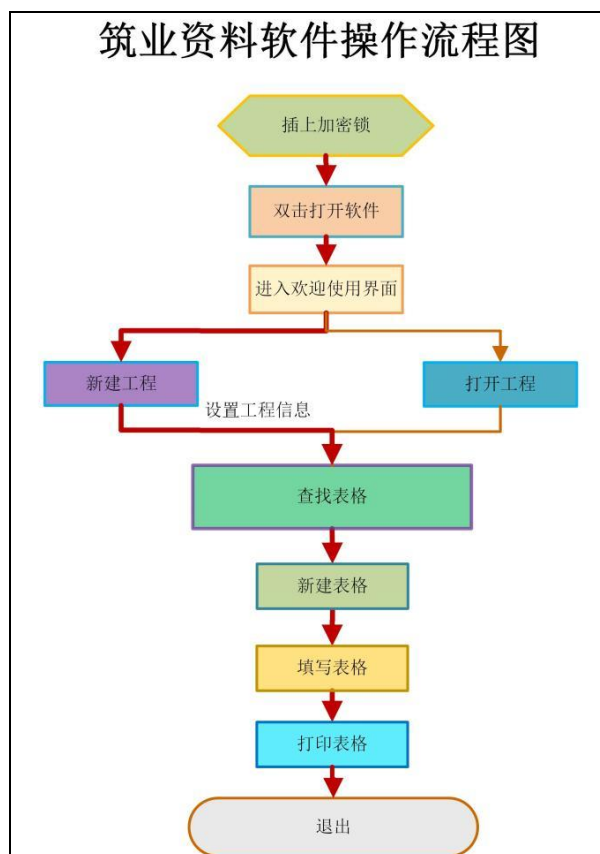 筑业资料软件操作流程图
插上加密锁
双击打开软件
进入欢迎使用界面
新建工程
打开工程
设置工程信息
查找表格
新建表格
填写表格
打印表格
退出